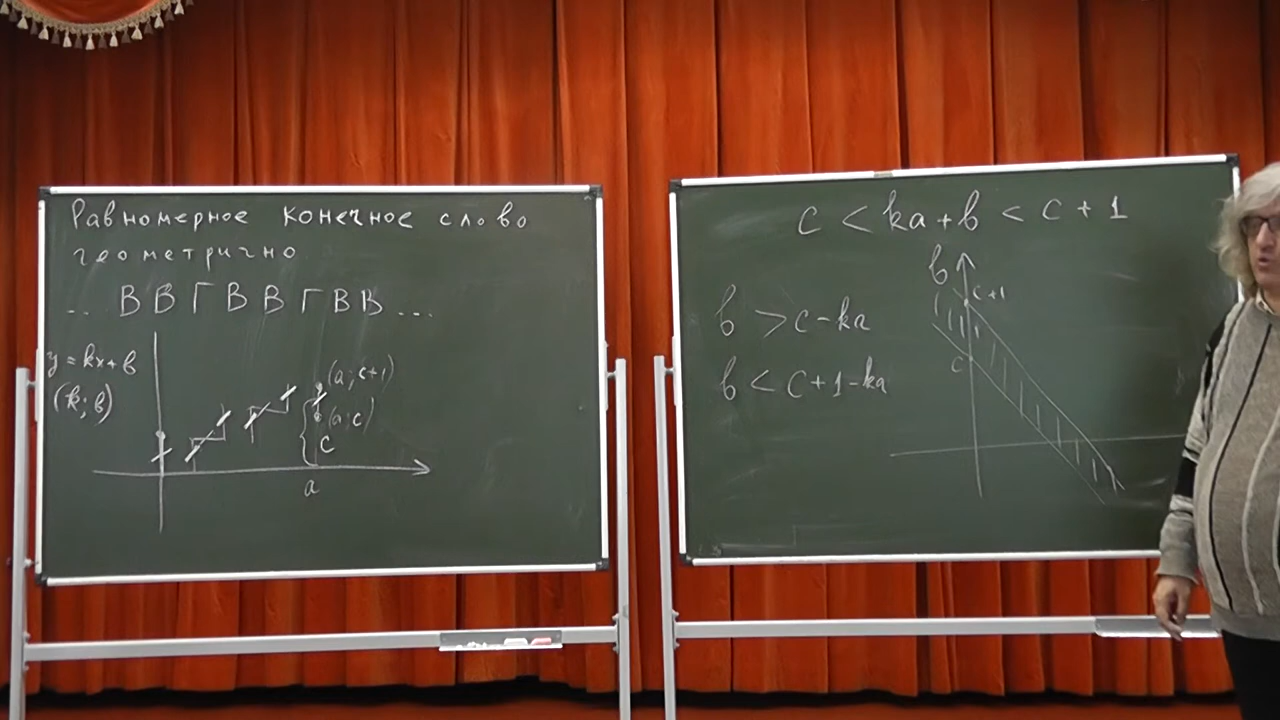 Равномерное конечное слово
геометрично
.. В В Г В В Г В В ...
y = kx + b
(k; b)
(a; c+1)
(a; c)
c
a
c < ka + b < c + 1
b
c+1
b > c - ka
c
b < c + 1 - ka